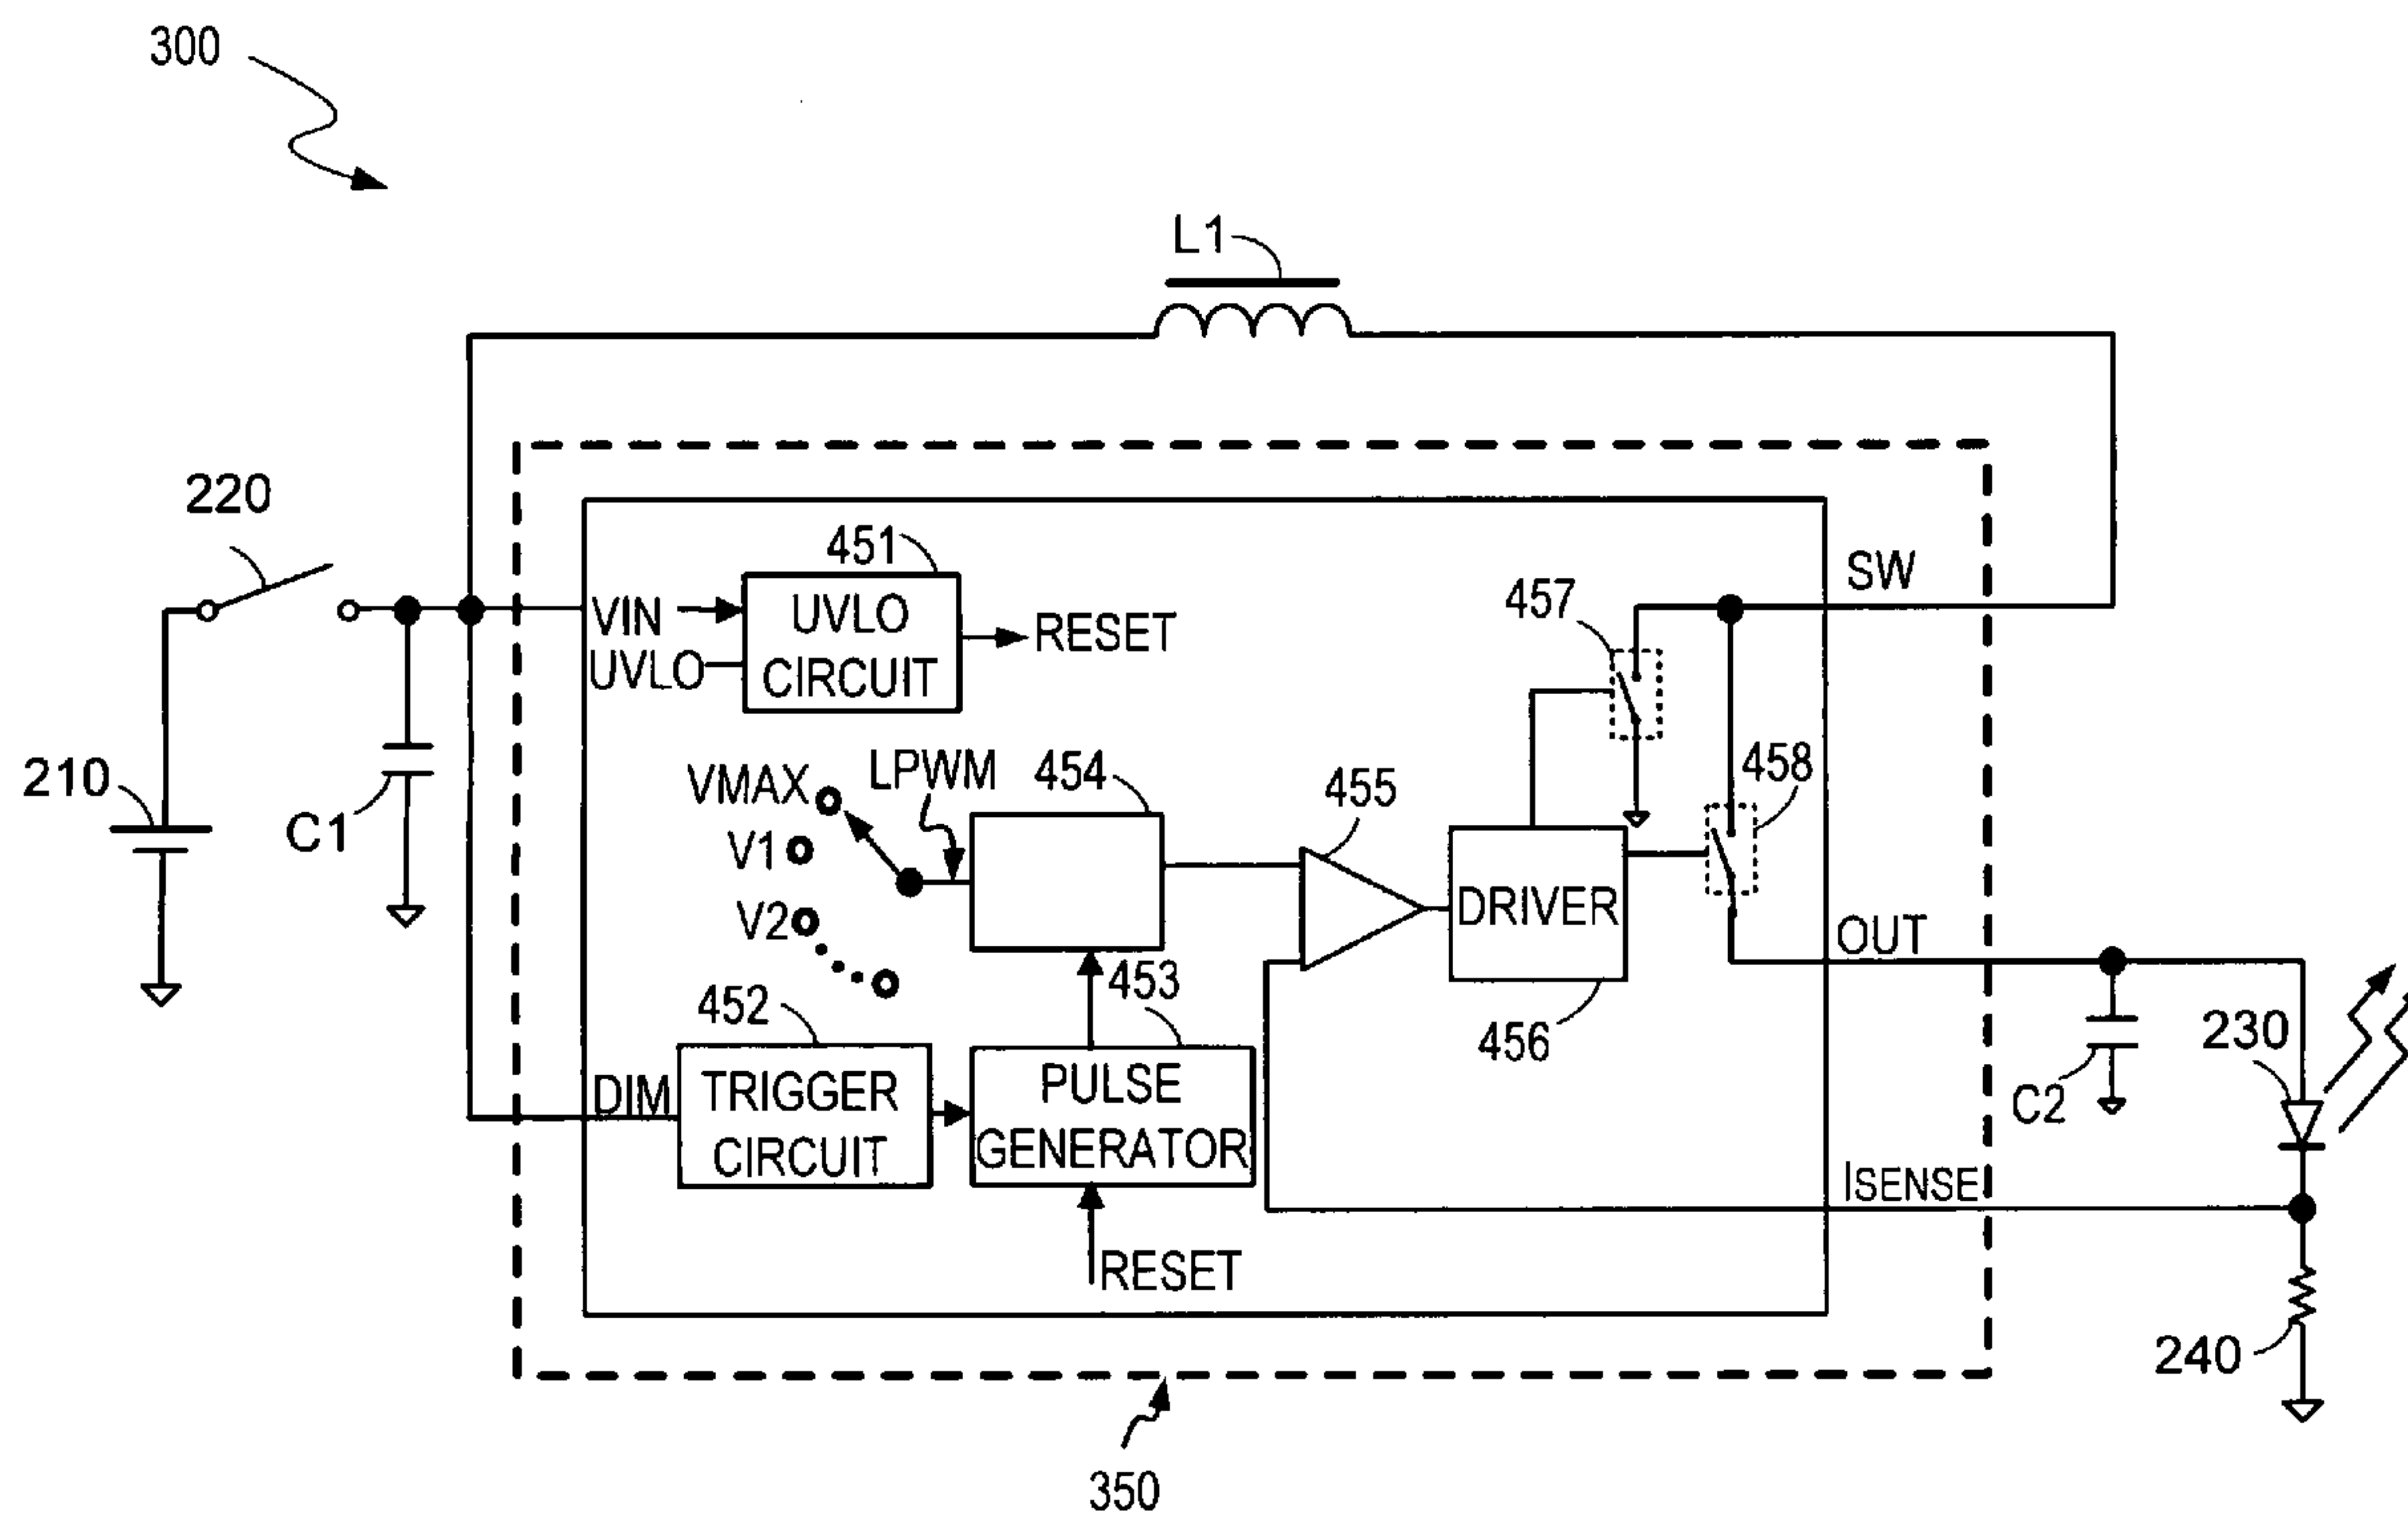 300
L1
220
210
C1
VIN
UVLO
451
UVLO
CIRCUIT
RESET
457
SW
458
VMAX
V1
V2
LPWM
454
455
DRIVER
456
OUT
452
453
DIM
TRIGGER
CIRCUIT
PULSE
GENERATOR
RESET
C2
230
ISENSE
240
350